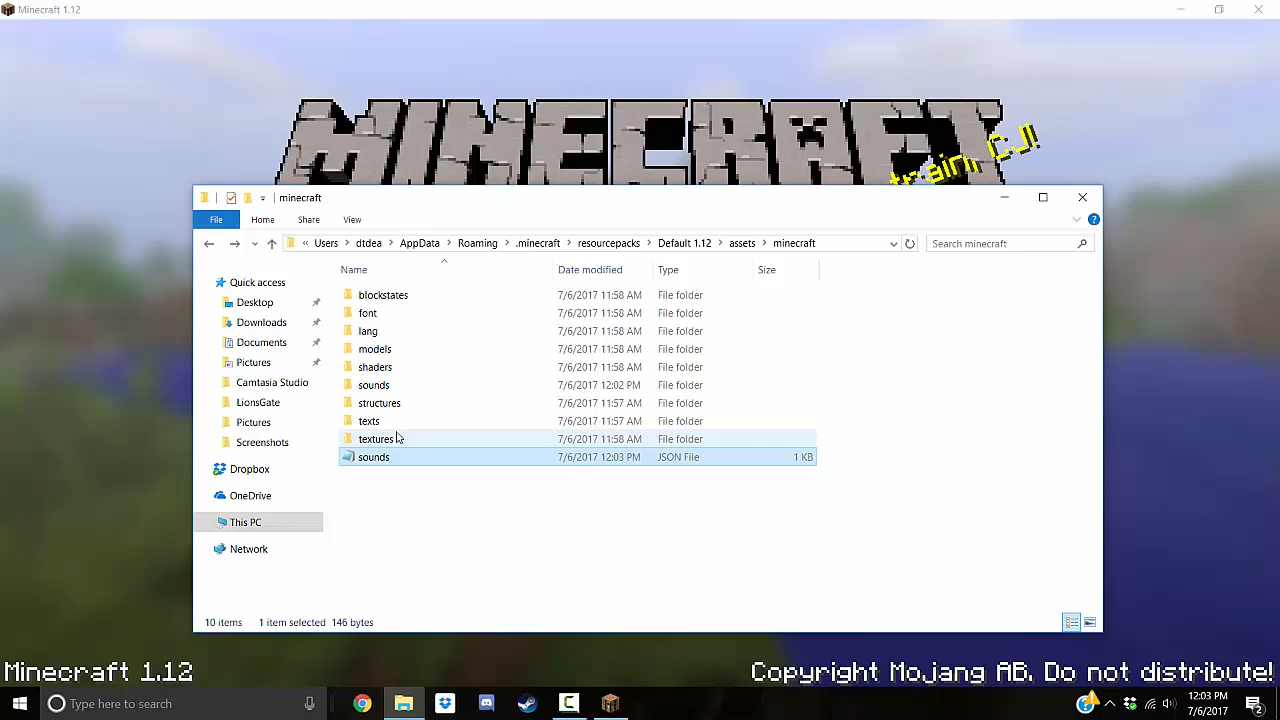 Minecraft 1.12
MINECRAFT
train, CJ!
minecraft
File Home Share View
« Users › dtdea › AppData › Roaming › .minecraft › resourcepacks › Default 1.12 › assets › minecraft
Search minecraft
Name Date modified Type Size
Quick access
Desktop
Downloads
Documents
Pictures
Camtasia Studio
LionsGate
Pictures
Screenshots
Dropbox
OneDrive
This PC
Network
blockstates 7/6/2017 11:58 AM File folder
font 7/6/2017 11:58 AM File folder
lang 7/6/2017 11:58 AM File folder
models 7/6/2017 11:58 AM File folder
shaders 7/6/2017 11:58 AM File folder
sounds 7/6/2017 12:02 PM File folder
structures 7/6/2017 11:57 AM File folder
texts 7/6/2017 11:57 AM File folder
textures 7/6/2017 11:58 AM File folder
sounds 7/6/2017 12:03 PM JSON File 1 KB
10 items 1 item selected 146 bytes
Minecraft 1.12
Copyright Mojang AB. Do not distribute!
Type here to search
12:03 PM
7/6/2017